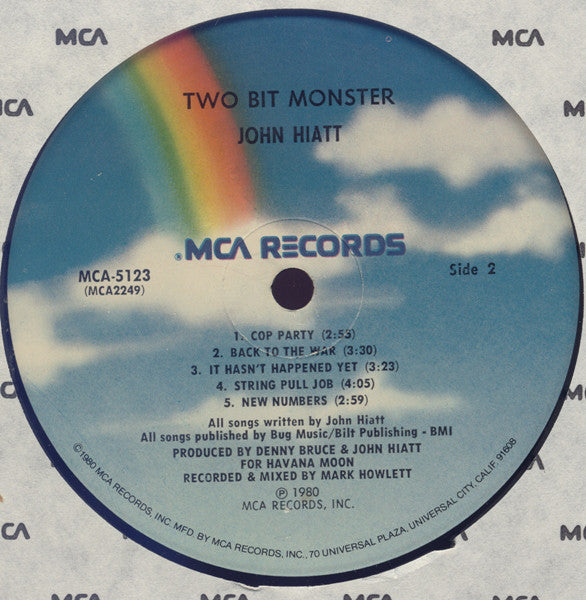 MCA
MCA
MCA
MCA
TWO BIT MONSTER
JOHN HIATT
®MCA RECORDS
MCA-5123
(MCA2249)
Side 2
1. COP PARTY (2:53)
2. BACK TO THE WAR (3:30)
3. IT HASN'T HAPPENED YET (3:23)
4. STRING PULL JOB (4:05)
5. NEW NUMBERS (2:59)
All songs written by John Hiatt
All songs published by Bug Music/Bilt Publishing - BMI
PRODUCED BY DENNY BRUCE & JOHN HIATT
FOR HAVANA MOON
RECORDED & MIXED BY MARK HOWLETT
℗ 1980
MCA RECORDS, INC.
©1980 MCA RECORDS, INC. MFD. BY MCA RECORDS, INC., 70 UNIVERSAL PLAZA, UNIVERSAL CITY, CALIF. 91608
MCA
MCA
MCA
MCA
MCA
MCA